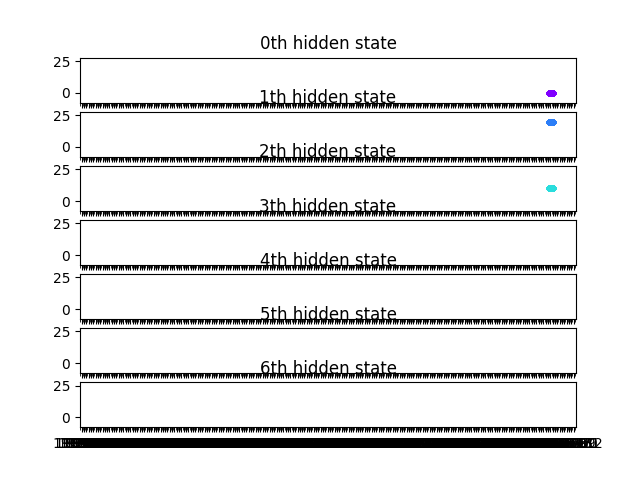 0th hidden state
25
0
1th hidden state
25
0
2th hidden state
25
0
3th hidden state
25
0
4th hidden state
25
0
5th hidden state
25
0
6th hidden state
25
0